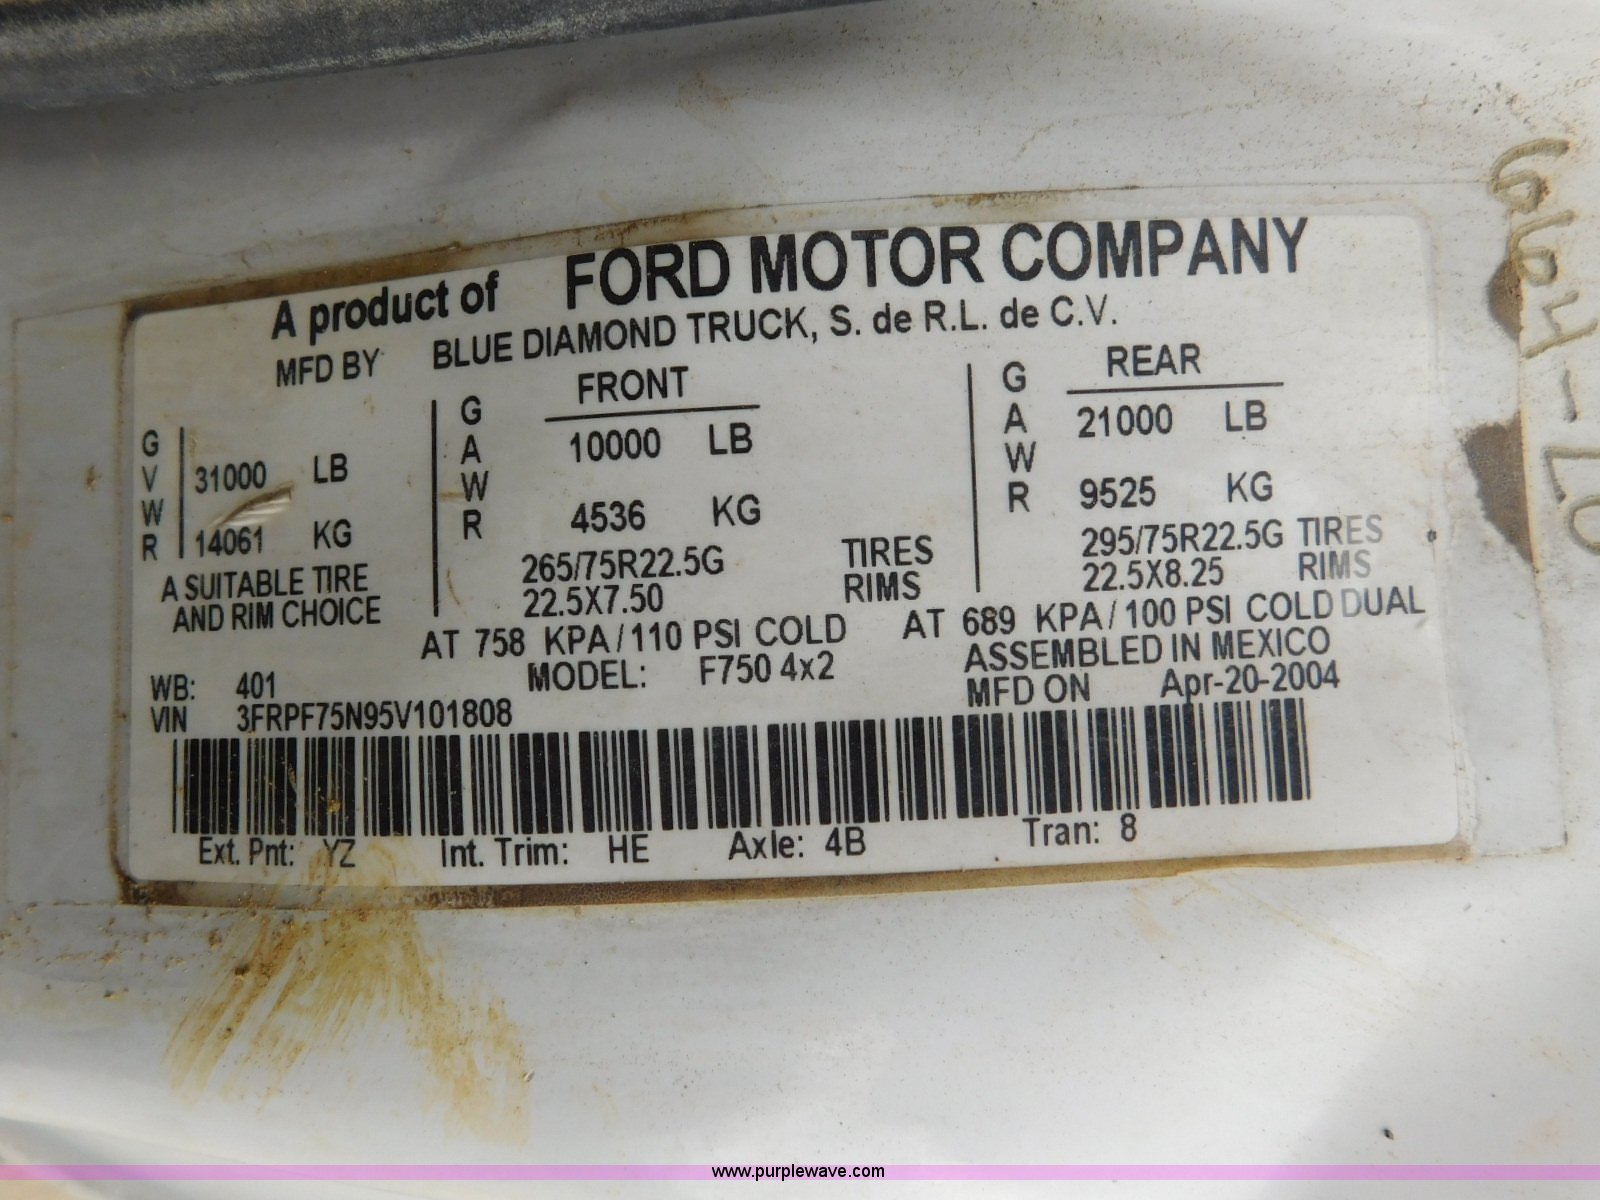 A product of FORD MOTOR COMPANY
MFD BY BLUE DIAMOND TRUCK, S. de R.L. de C.V.
GVWR
31000 LB
14061 KG
A SUITABLE TIRE
AND RIM CHOICE
GAWR
FRONT
10000 LB
4536 KG
265/75R22.5G TIRES
22.5X7.50 RIMS
AT 758 KPA/110 PSI COLD
GAWR
REAR
21000 LB
9525 KG
295/75R22.5G TIRES
22.5X8.25 RIMS
AT 689 KPA/100 PSI COLD DUAL
WB: 401
MODEL: F750 4x2
ASSEMBLED IN MEXICO
MFD ON Apr-20-2004
VIN 3FRPF75N95V101808
Ext. Pnt: YZ Int. Trim: HE Axle: 4B Tran: 8
www.purplewave.com